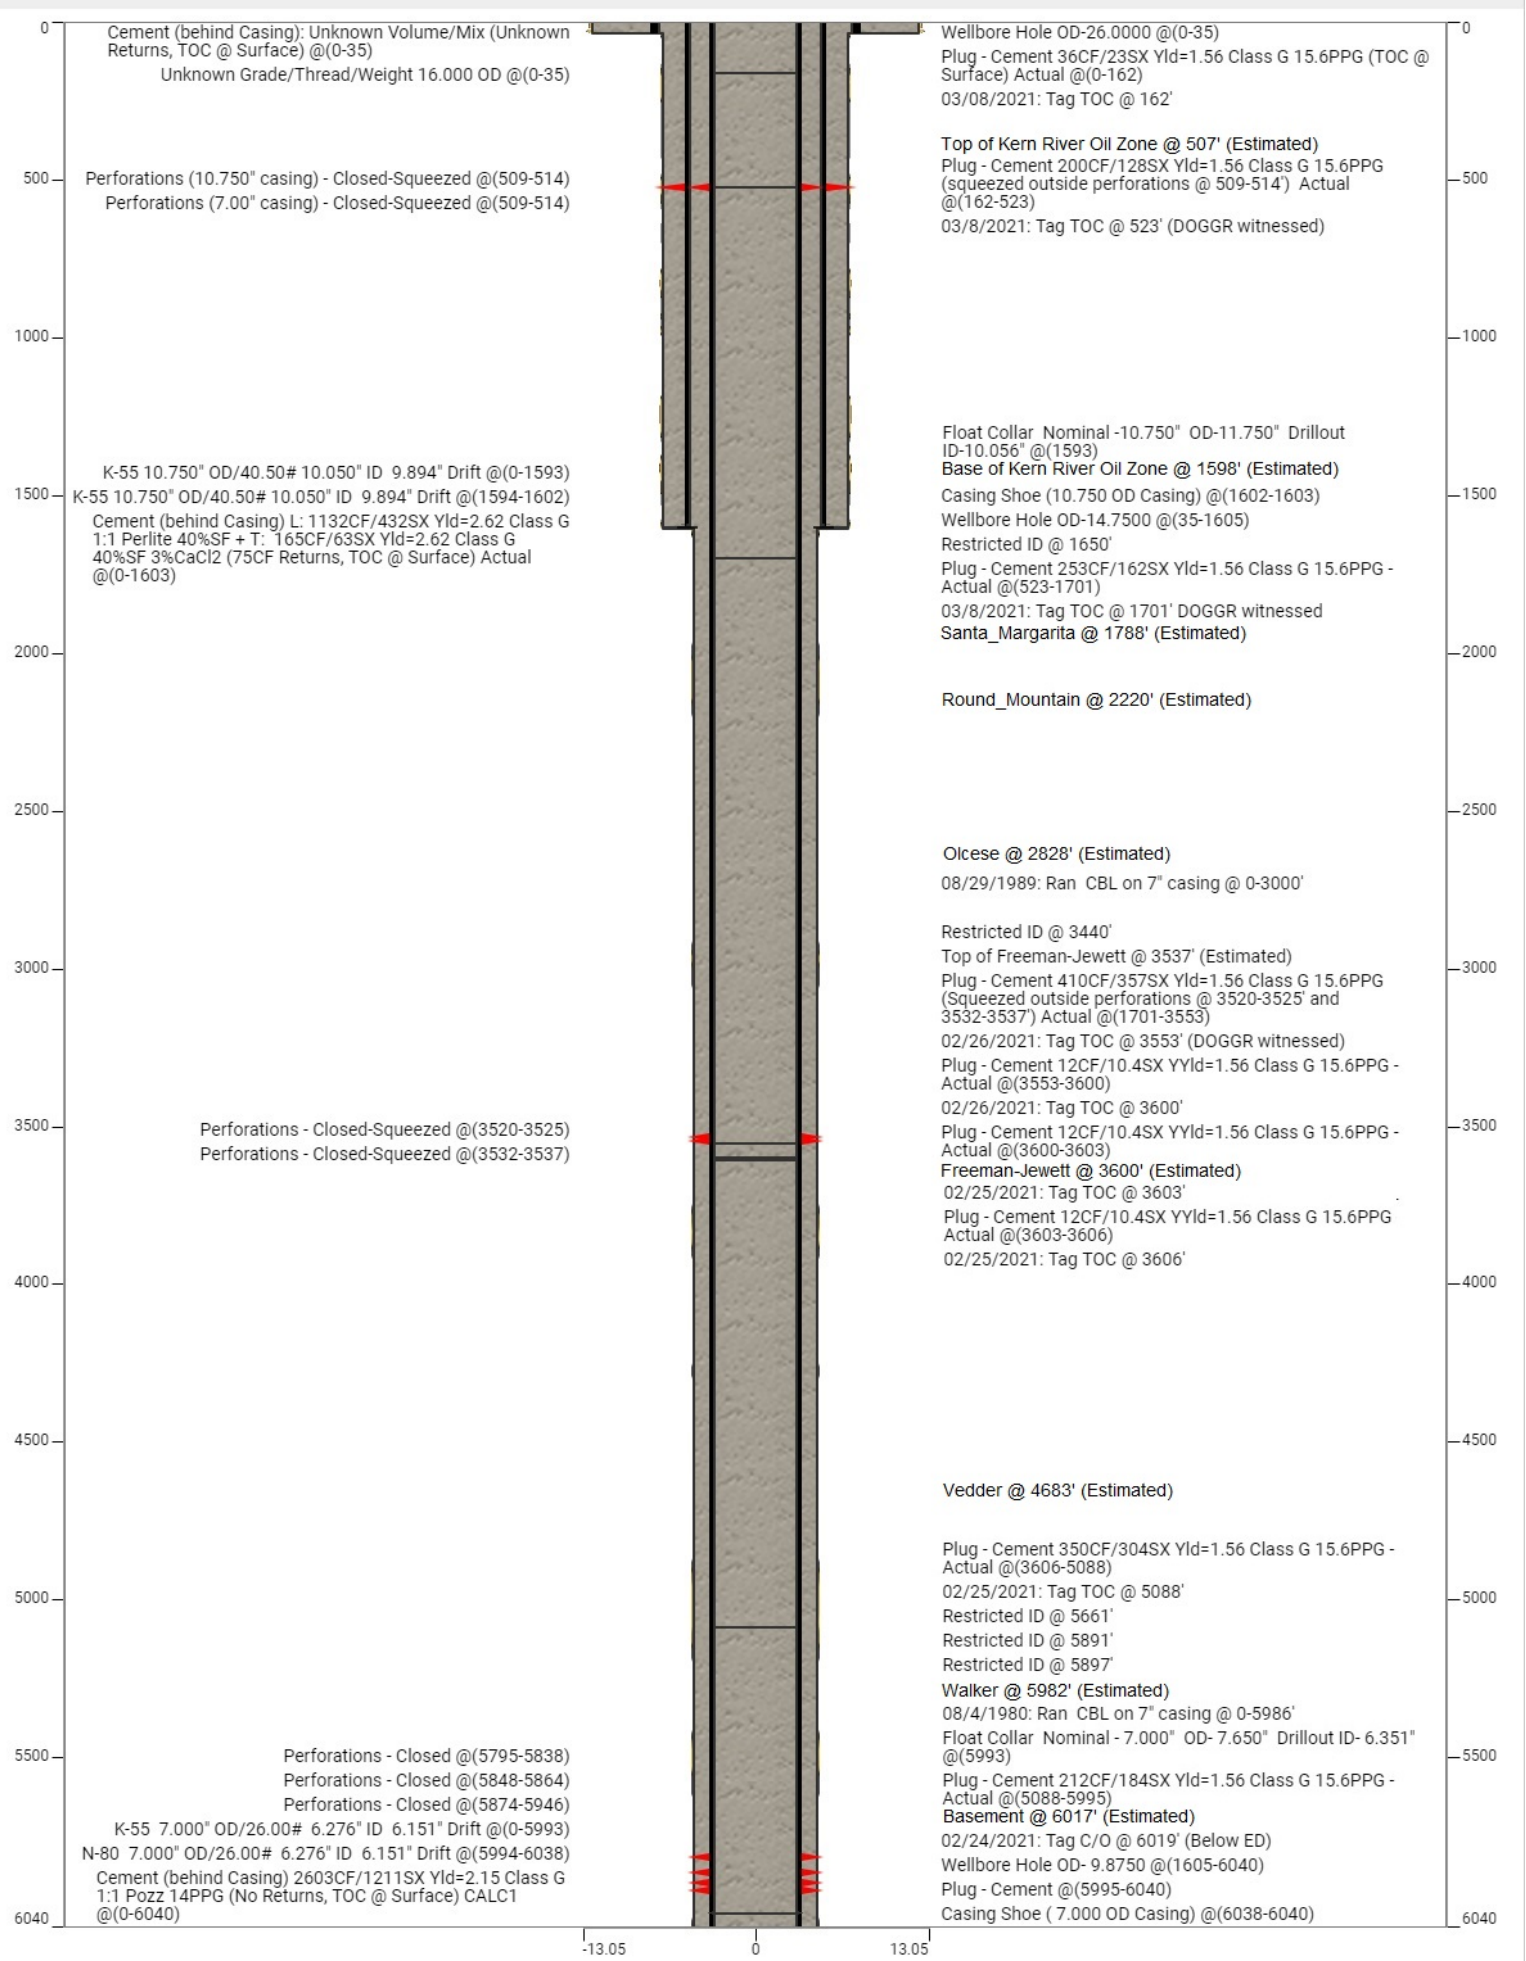 0
500
1000
1500
2000
2500
3000
3500
4000
4500
5000
5500
6040
Cement (behind Casing): Unknown Volume/Mix (Unknown
Returns, TOC @ Surface) @(0-35)
Unknown Grade/Thread/Weight 16.000 OD @(0-35)
Perforations (10.750" casing) - Closed-Squeezed @(509-514)
Perforations (7.00" casing) - Closed-Squeezed @(509-514)
K-55 10.750" OD/40.50# 10.050" ID  9.894" Drift @(0-1593)
K-55 10.750" OD/40.50# 10.050" ID  9.894" Drift @(1594-1602)
Cement (behind Casing) L: 1132CF/432SX Yld=2.62 Class G
1:1 Perlite 40%SF + T:  165CF/63SX Yld=2.62 Class G
40%SF 3%CaCl2 (75CF Returns, TOC @ Surface) Actual
@(0-1603)
Perforations - Closed-Squeezed @(3520-3525)
Perforations - Closed-Squeezed @(3532-3537)
Perforations - Closed @(5795-5838)
Perforations - Closed @(5848-5864)
Perforations - Closed @(5874-5946)
K-55  7.000" OD/26.00#  6.276" ID  6.151" Drift @(0-5993)
N-80  7.000" OD/26.00#  6.276" ID  6.151" Drift @(5994-6038)
Cement (behind Casing) 2603CF/1211SX Yld=2.15 Class G
1:1 Pozz 14PPG (No Returns, TOC @ Surface) CALC1
@(0-6040)
Wellbore Hole OD-26.0000 @(0-35)
Plug - Cement 36CF/23SX Yld=1.56 Class G 15.6PPG (TOC @
Surface) Actual @(0-162)
03/08/2021: Tag TOC @ 162'
Top of Kern River Oil Zone @ 507' (Estimated)
Plug - Cement 200CF/128SX Yld=1.56 Class G 15.6PPG
(squeezed outside perforations @ 509-514')  Actual
@(162-523)
03/8/2021: Tag TOC @ 523' (DOGGR witnessed)
Float Collar  Nominal -10.750"  OD-11.750"  Drillout
ID-10.056" @(1593)
Base of Kern River Oil Zone @ 1598' (Estimated)
Casing Shoe (10.750 OD Casing) @(1602-1603)
Wellbore Hole OD-14.7500 @(35-1605)
Restricted ID @ 1650'
Plug - Cement 253CF/162SX Yld=1.56 Class G 15.6PPG -
Actual @(523-1701)
03/8/2021: Tag TOC @ 1701' DOGGR witnessed
Santa_Margarita @ 1788' (Estimated)
Round_Mountain @ 2220' (Estimated)
Olcese @ 2828' (Estimated)
08/29/1989: Ran  CBL on 7" casing @ 0-3000'
Restricted ID @ 3440'
Top of Freeman-Jewett @ 3537' (Estimated)
Plug - Cement 410CF/357SX Yld=1.56 Class G 15.6PPG
(Squeezed outside perforations @ 3520-3525' and
3532-3537') Actual @(1701-3553)
02/26/2021: Tag TOC @ 3553' (DOGGR witnessed)
Plug - Cement 12CF/10.4SX YYld=1.56 Class G 15.6PPG -
Actual @(3553-3600)
02/26/2021: Tag TOC @ 3600'
Plug - Cement 12CF/10.4SX YYld=1.56 Class G 15.6PPG -
Actual @(3600-3603)
Freeman-Jewett @ 3600' (Estimated)
02/25/2021: Tag TOC @ 3603'
Plug - Cement 12CF/10.4SX YYld=1.56 Class G 15.6PPG
Actual @(3603-3606)
02/25/2021: Tag TOC @ 3606'
Vedder @ 4683' (Estimated)
Plug - Cement 350CF/304SX Yld=1.56 Class G 15.6PPG -
Actual @(3606-5088)
02/25/2021: Tag TOC @ 5088'
Restricted ID @ 5661'
Restricted ID @ 5891'
Restricted ID @ 5897'
Walker @ 5982' (Estimated)
08/4/1980: Ran  CBL on 7" casing @ 0-5986'
Float Collar  Nominal - 7.000"  OD- 7.650"  Drillout ID- 6.351"
@(5993)
Plug - Cement 212CF/184SX Yld=1.56 Class G 15.6PPG -
Actual @(5088-5995)
Basement @ 6017' (Estimated)
02/24/2021: Tag C/O @ 6019' (Below ED)
Wellbore Hole OD- 9.8750 @(1605-6040)
Plug - Cement @(5995-6040)
Casing Shoe ( 7.000 OD Casing) @(6038-6040)
0
500
1000
1500
2000
2500
3000
3500
4000
4500
5000
5500
6040
-13.05
0
13.05